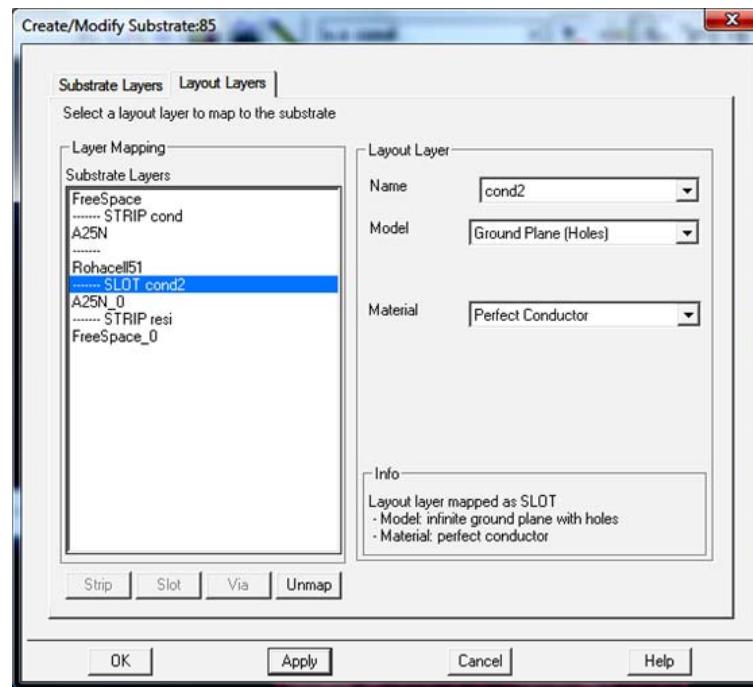 Create/Modify Substrate:85
Substrate Layers
Layout Layers
Select a layout layer to map to the substrate
Layer Mapping
Substrate Layers
FreeSpace
------- STRIP cond
A25N
-------
Rohacell51
------- SLOT cond2
A25N_0
------- STRIP resi
FreeSpace_0
Strip
Slot
Via
Unmap
Layout Layer
Name
cond2
Model
Ground Plane (Holes)
Material
Perfect Conductor
Info
Layout layer mapped as SLOT
- Model: infinite ground plane with holes
- Material: perfect conductor
OK
Apply
Cancel
Help